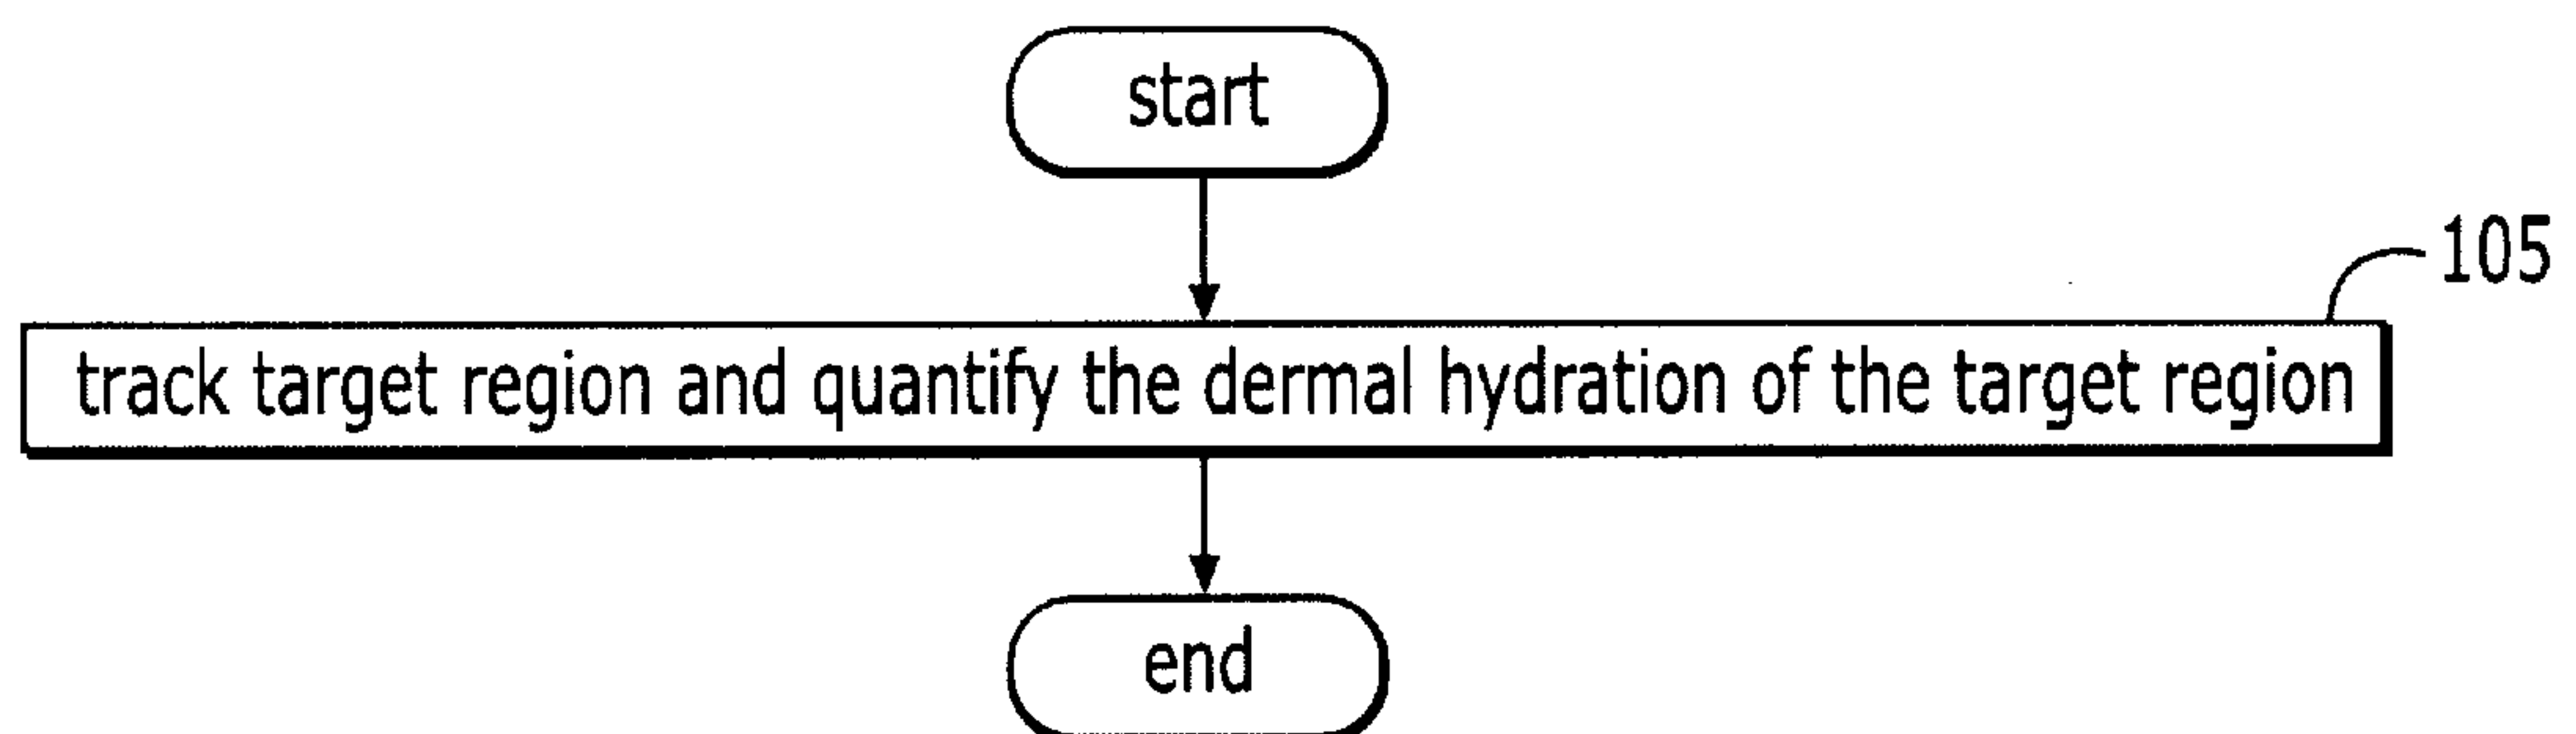 start
105
track target region and quantify the dermal hydration of the target region
end